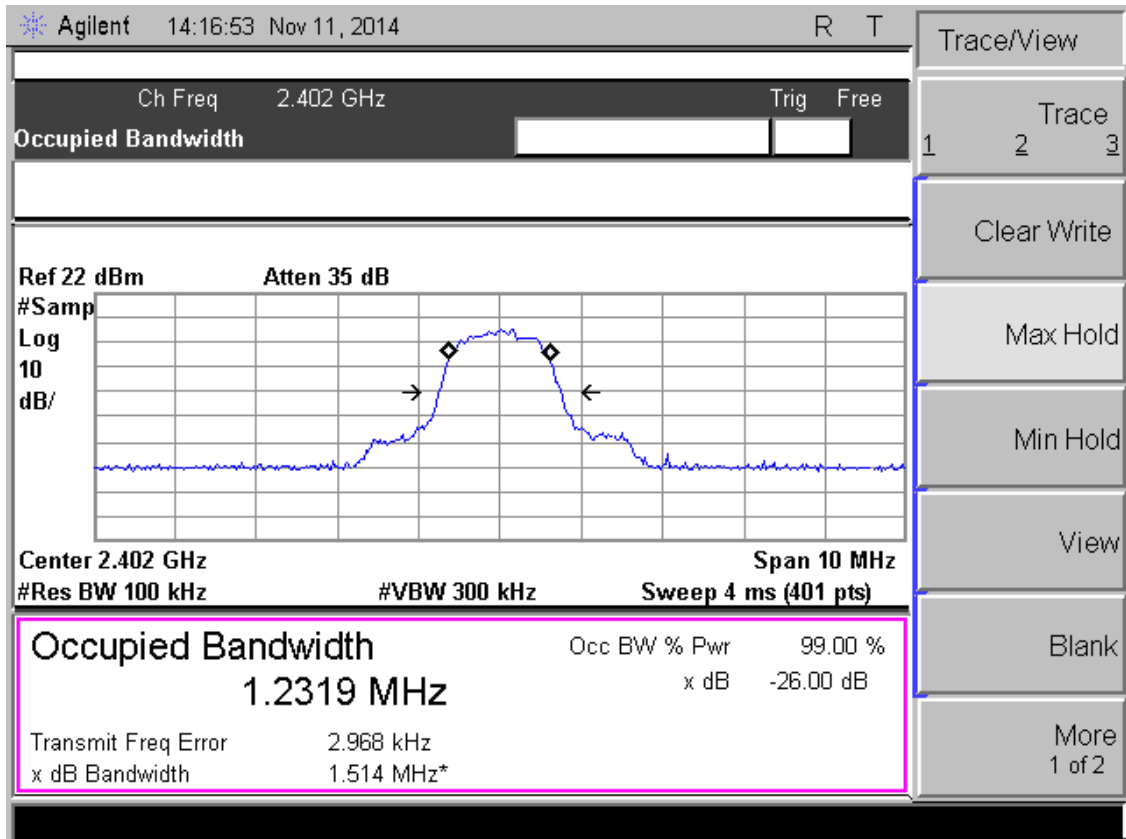 Agilent 14:16:53 Nov 11, 2014 R T
Trace/View
Ch Freq 2.402 GHz Trig Free
Occupied Bandwidth
Trace
1 2 3
Clear Write
Ref 22 dBm Atten 35 dB
#Samp
Log
10
dB/
Max Hold
Min Hold
View
Center 2.402 GHz Span 10 MHz
#Res BW 100 kHz #VBW 300 kHz Sweep 4 ms (401 pts)
Occupied Bandwidth Occ BW % Pwr 99.00 %
1.2319 MHz x dB -26.00 dB
Transmit Freq Error 2.968 kHz
x dB Bandwidth 1.514 MHz*
Blank
More
1 of 2